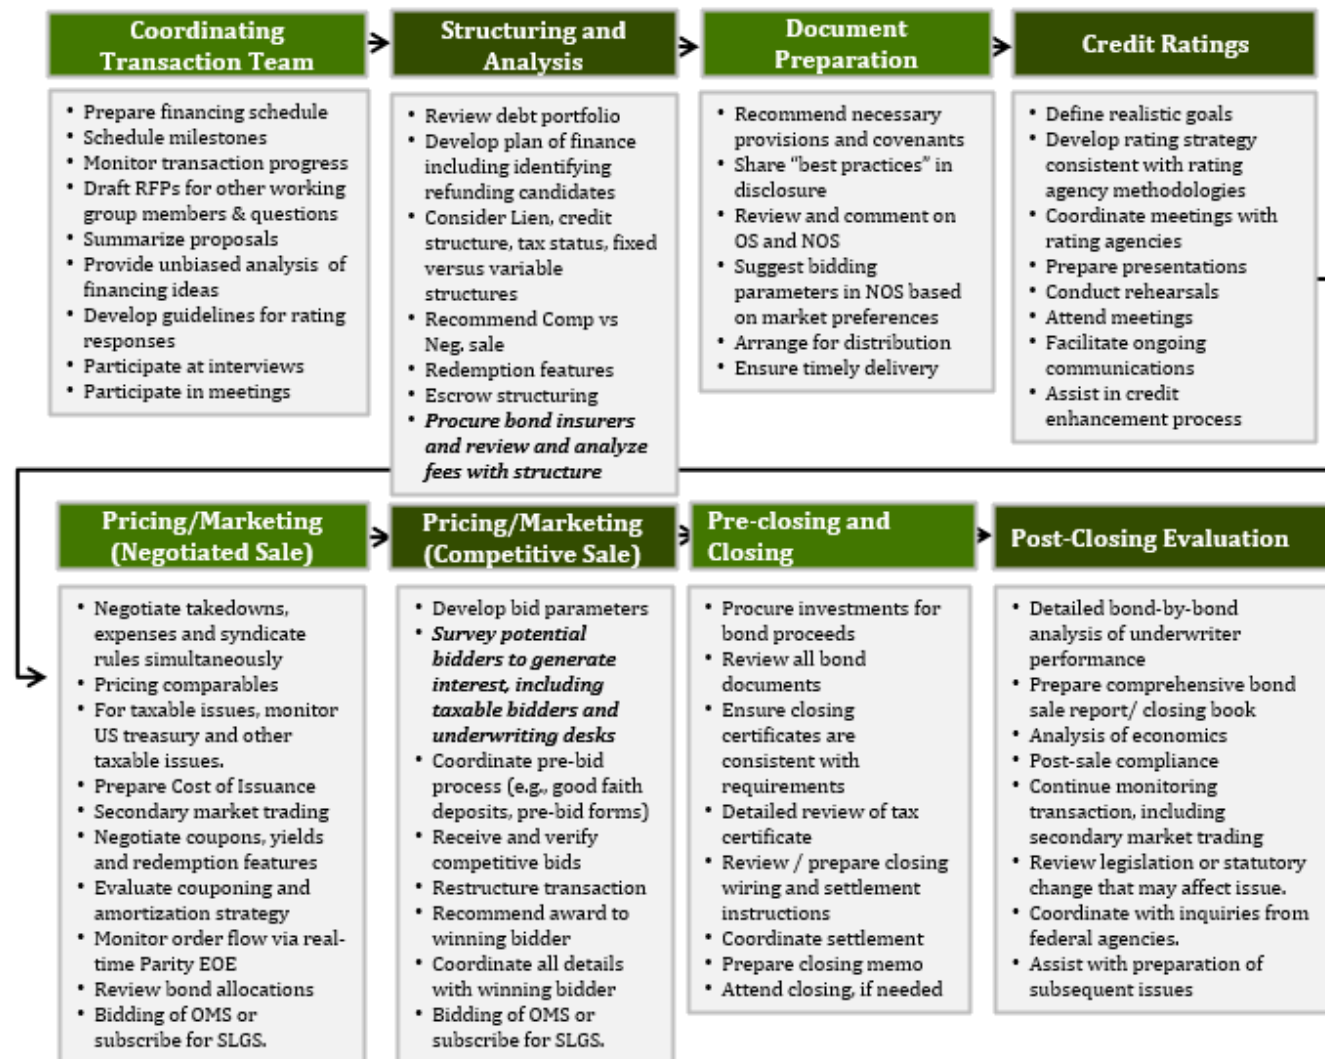 Coordinating
Transaction Team
• Prepare financing schedule
• Schedule milestones
• Monitor transaction progress
• Draft RFPs for other working
group members & questions
• Summarize proposals
• Provide unbiased analysis of
financing ideas
• Develop guidelines for rating
responses
• Participate at interviews
• Participate in meetings
Structuring and
Analysis
• Review debt portfolio
• Develop plan of finance
including identifying
refunding candidates
• Consider Lien, credit
structure, tax status, fixed
versus variable
structures
• Recommend Comp vs
Neg, sale
• Redemption features
• Escrow structuring
• Procure bond insurers
and review and analyze
fees with structure
Document
Preparation
• Recommend necessary
provisions and covenants
• Share “best practices” in
disclosure
• Review and comment on
OS and NOS
• Suggest bidding
parameters in NOS based
on market preferences
• Arrange for distribution
• Ensure timely delivery
Credit Ratings
• Define realistic goals
• Develop rating strategy
consistent with rating
agency methodologies
• Coordinate meetings with
rating agencies
• Prepare presentations
• Conduct rehearsals
• Attend meetings
• Facilitate ongoing
communications
• Assist in credit
enhancement process
Pricing/Marketing
(Negotiated Sale)
• Negotiate takedowns,
expenses and syndicate
rules simultaneously
• Pricing comparables
• For taxable issues, monitor
US treasury and other
taxable issues.
• Prepare Cost of Issuance
• Secondary market trading
• Negotiate coupons, yields
and redemption features
• Evaluate couponing and
amortization strategy
• Monitor order flow via real-
time Parity EOE
• Review bond allocations
• Bidding of OMS or
subscribe for SLGS.
Pricing/Marketing
(Competitive Sale)
• Develop bid parameters
• Survey potential
bidders to generate
interest, including
taxable bidders and
underwriting desks
• Coordinate pre-bid
process (e.g., good faith
deposits, pre-bid forms)
• Receive and verify
competitive bids
• Restructure transaction
• Recommend award to
winning bidder
• Coordinate all details
with winning bidder
• Bidding of OMS or
subscribe for SLGS.
Pre-closing and
Closing
• Procure investments for
bond proceeds
• Review all bond
documents
• Ensure closing
certificates are
consistent with
requirements
• Detailed review of tax
certificate
• Review / prepare closing
wiring and settlement
instructions
• Coordinate settlement
• Prepare closing memo
• Attend closing, if needed
Post-Closing Evaluation
• Detailed bond-by-bond
analysis of underwriter
performance
• Prepare comprehensive bond
sale report/ closing book
• Analysis of economics
• Post-sale compliance
• Continue monitoring
transaction, including
secondary market trading
• Review legislation or statutory
change that may affect issue.
• Coordinate with inquiries from
federal agencies.
• Assist with preparation of
subsequent issues